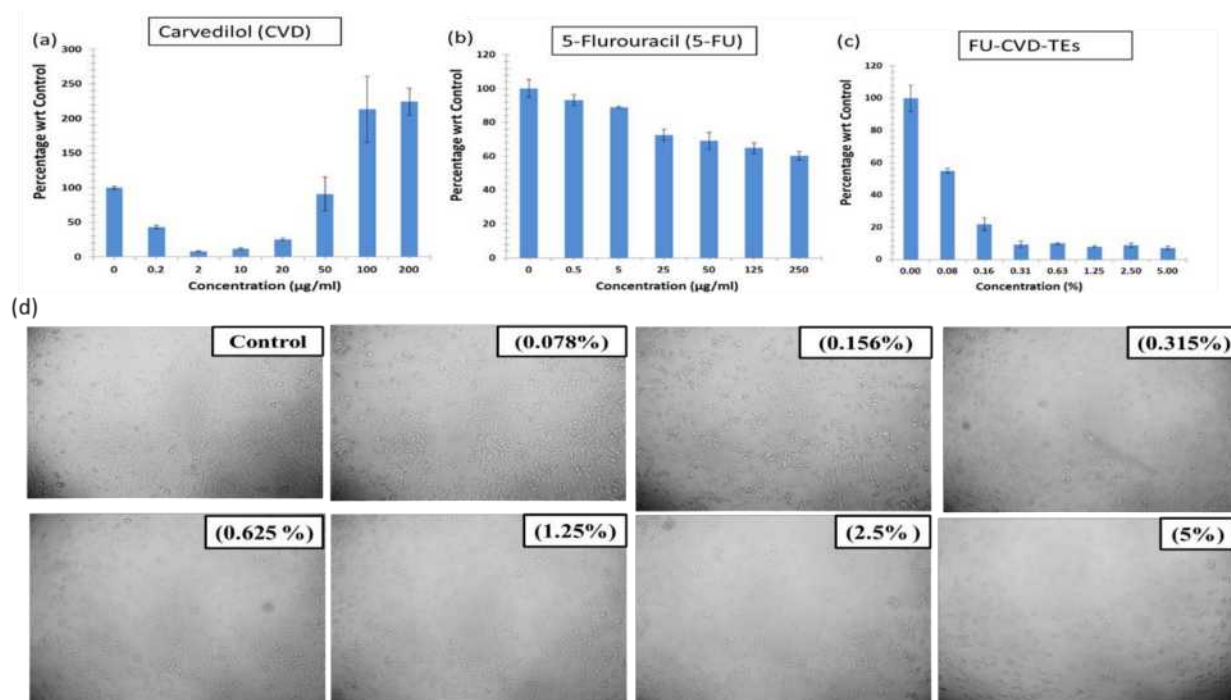 (a)
Carvedilol (CVD)
Percentage wrt Control
300
250
200
150
100
50
0
0 0.2 2 10 20 50 100 200
Concentration (µg/ml)
(b)
5-Flurouracil (5-FU)
Percentage wrt Control
120
100
80
60
40
20
0
0 0.5 5 25 50 125 250
Concentration (µg/ml)
(c)
FU-CVD-TEs
Percentage wrt Control
120
100
80
60
40
20
0
0.00 0.08 0.16 0.31 0.63 1.25 2.50 5.00
Concentration (%)
(d)
Control
(0.078%)
(0.156%)
(0.315%)
(0.625 %)
(1.25%)
(2.5% )
(5%)